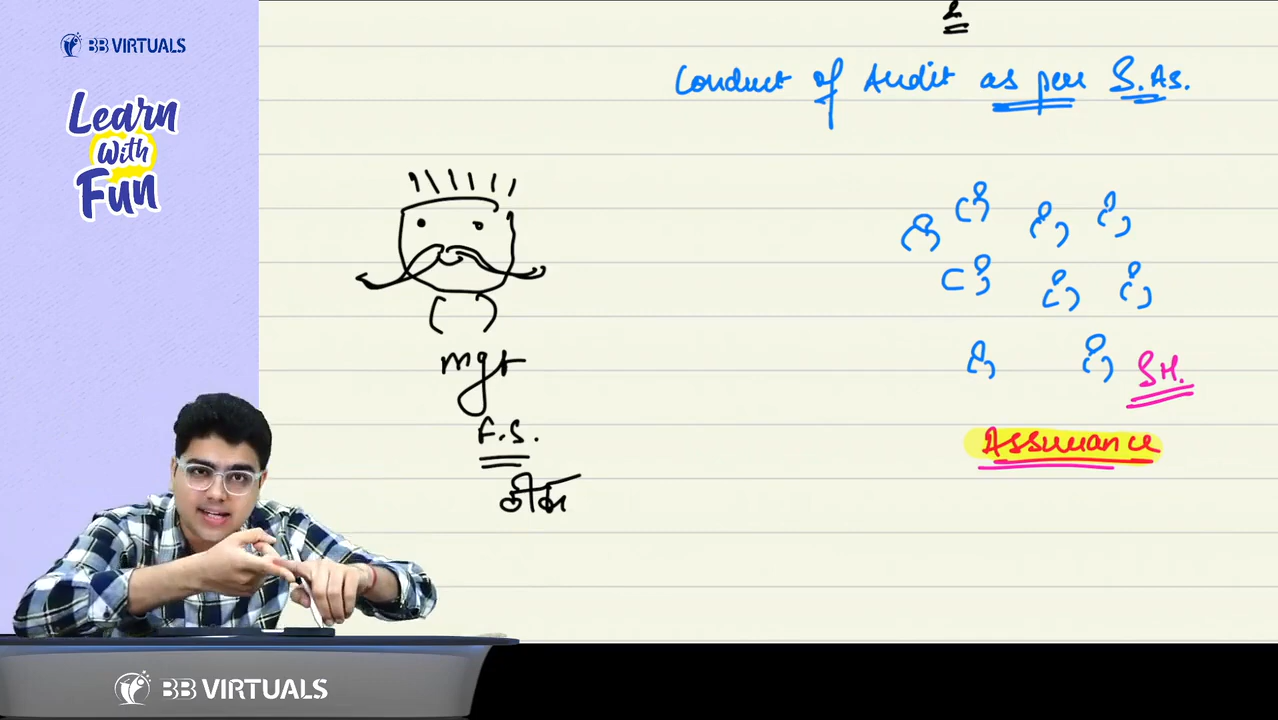 BB VIRTUALS
Learn
With
Fun
&
Conduct of Audit as per S.As.
mgt
F.S.
ठीक
SH.
Assurance
BB VIRTUALS